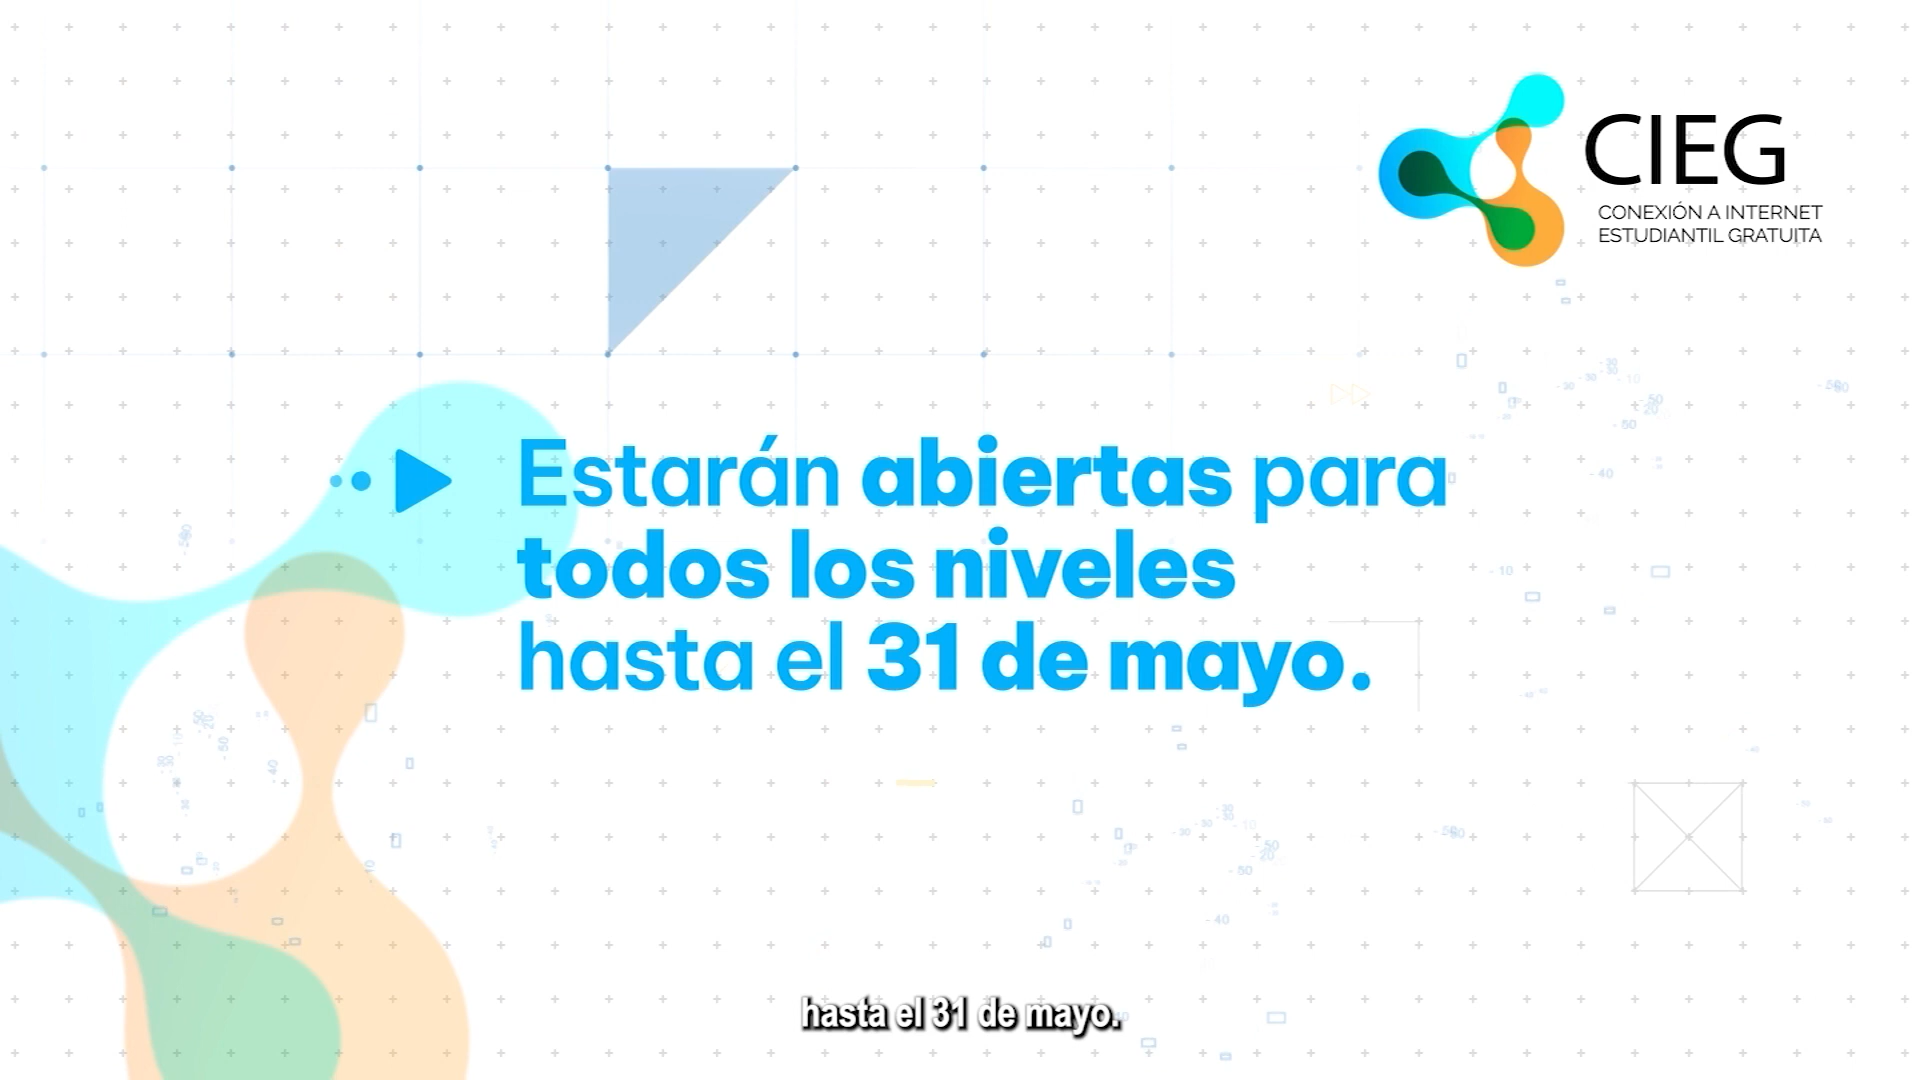 CIEG
CONEXIÓN A INTERNET
ESTUDIANTIL GRATUITA
Estarán abiertas para
todos los niveles
hasta el 31 de mayo.
hasta el 31 de mayo.